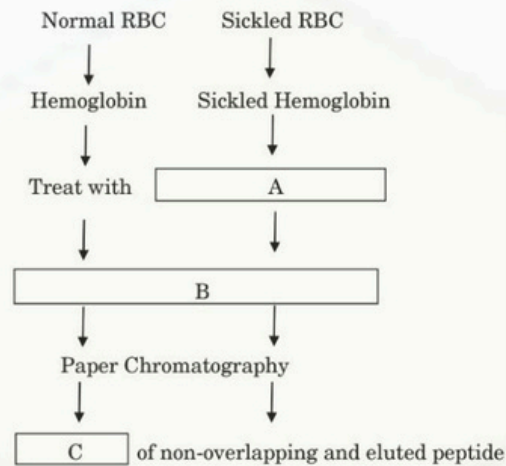 Normal RBC Sickled RBC
Hemoglobin Sickled Hemoglobin
Treat with A
B
Paper Chromatography
C of non-overlapping and eluted peptide